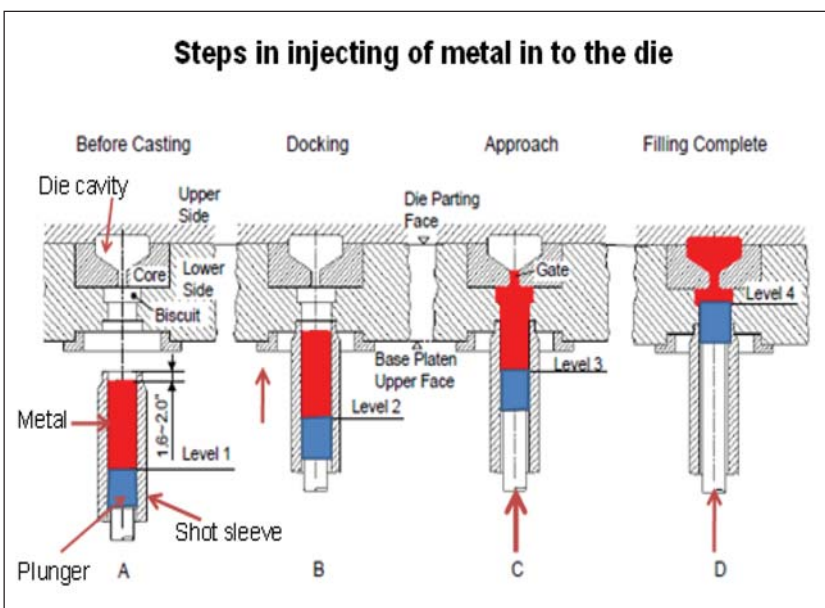 Steps in injecting of metal in to the die
Before Casting
Docking
Approach
Filling Complete
Die cavity
Upper
Side
Die Parting
Face
Core
Lower
Side
Gate
Biscuit
Level 4
Base Platen
Upper Face
Level 3
Metal
1.6~2.0"
Level 2
Level 1
Shot sleeve
Plunger
A
B
C
D